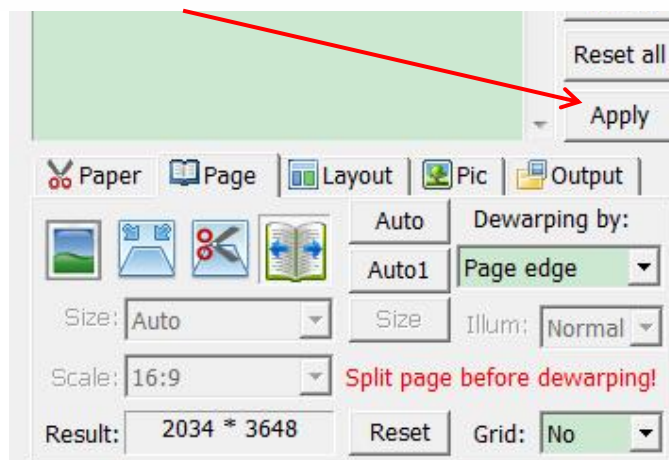 Reset all
Apply
Paper Page Layout Pic Output
Auto Dewarping by:
Auto1 Page edge
Size: Auto Size Illum: Normal
Scale: 16:9 Split page before dewarping!
Result: 2034 * 3648 Reset Grid: No